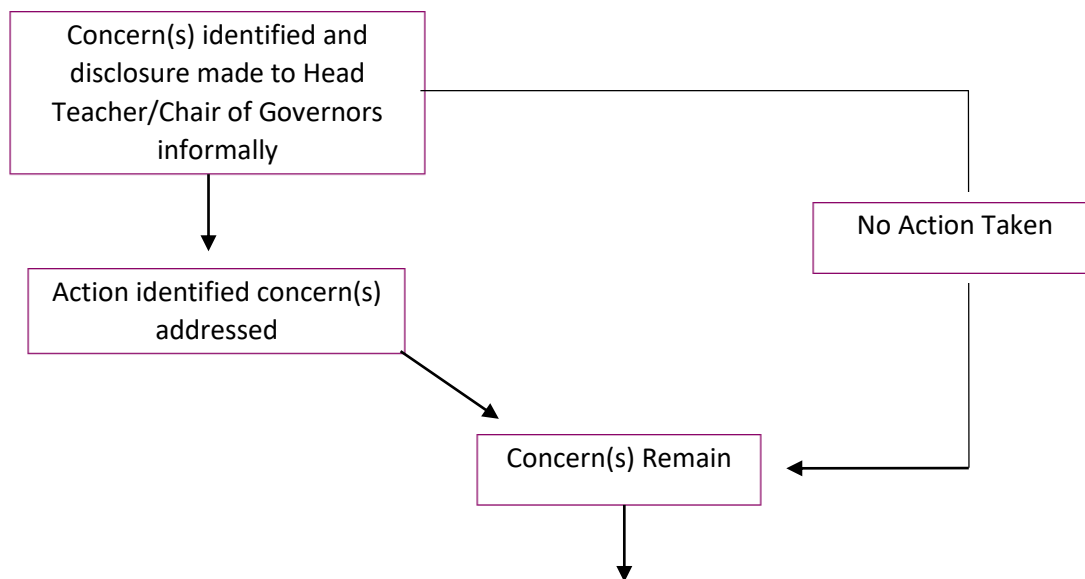 Concern(s) identified and
disclosure made to Head
Teacher/Chair of Governors
informally
No Action Taken
Action identified concern(s)
addressed
Concern(s) Remain